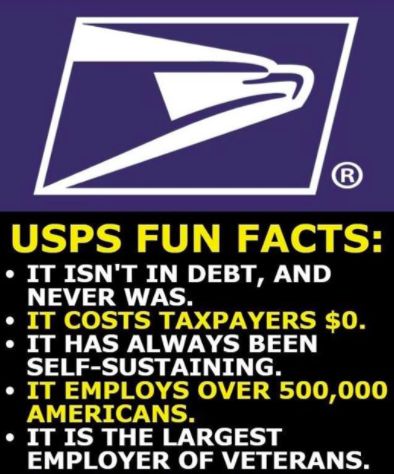 ®
USPS FUN FACTS:
• IT ISN'T IN DEBT, AND
NEVER WAS.
• IT COSTS TAXPAYERS $0.
• IT HAS ALWAYS BEEN
SELF-SUSTAINING.
• IT EMPLOYS OVER 500,000
AMERICANS.
• IT IS THE LARGEST
EMPLOYER OF VETERANS.